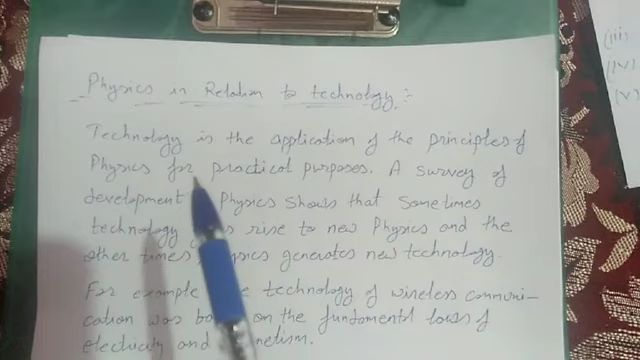 Physics in Relation to technology :-
Technology is the application of the principles of
Physics for practical purposes. A survey of
development Physics shows that sometimes
technology rise to new Physics and the
other times generates new technology.
For example technology of wireless communi-
cation was on the fundamental laws of
electricity and
(iii)
(iv)
(v)